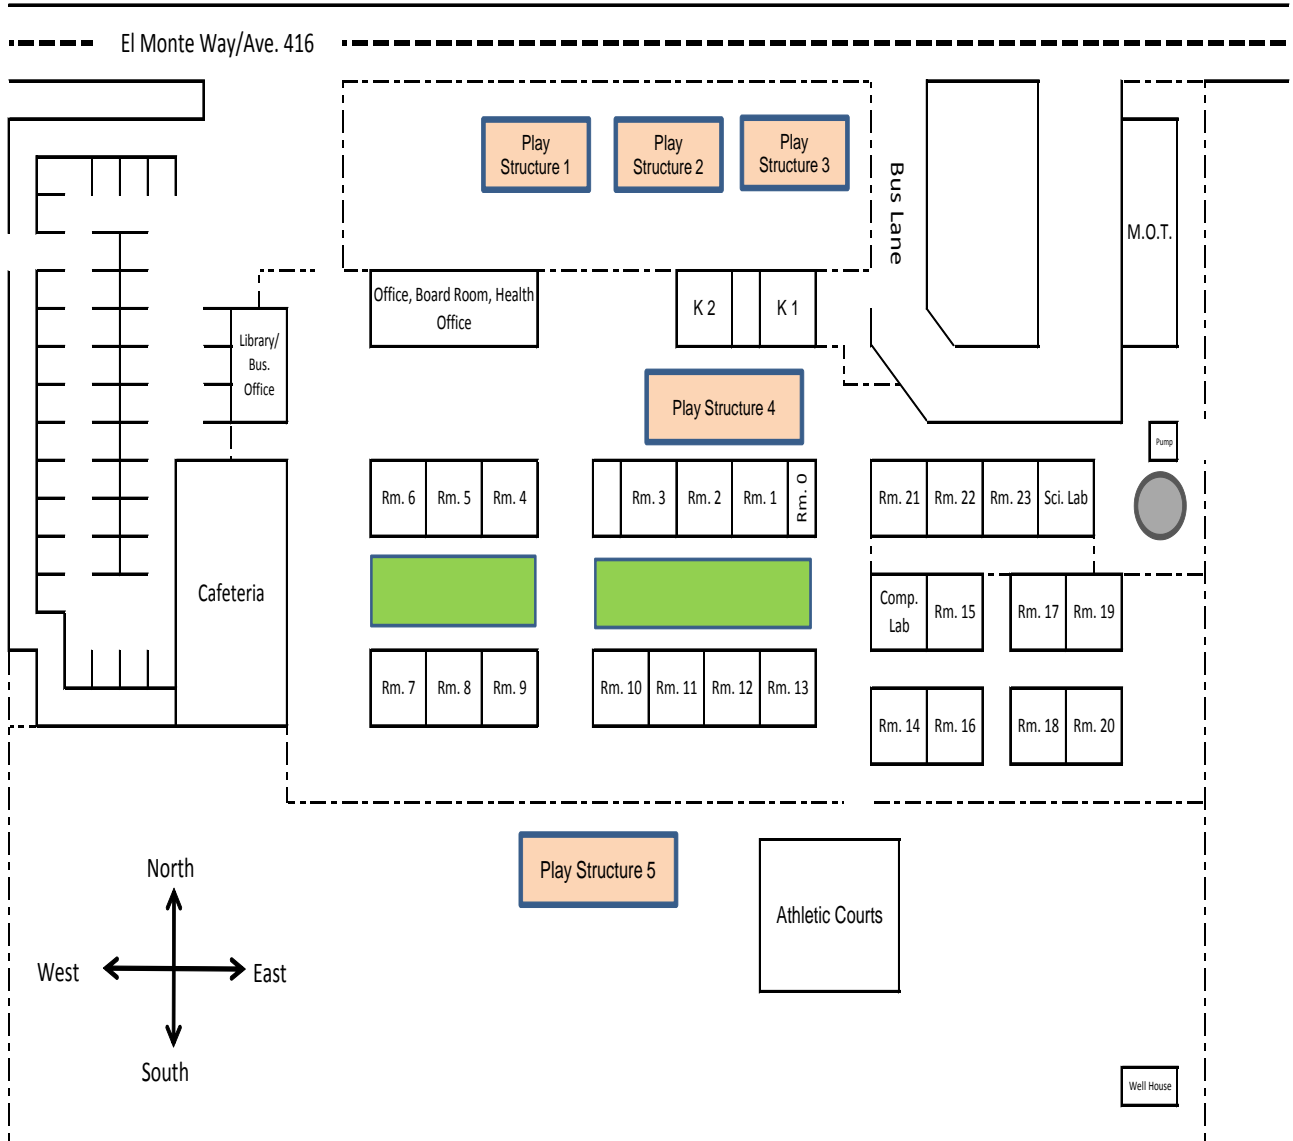 El Monte Way/Ave. 416
Play
Structure 1
Play
Structure 2
Play
Structure 3
Bus Lane
M.O.T.
Office, Board Room, Health
Office
K 2
K 1
Library/
Bus.
Office
Play Structure 4
Pump
Rm. 6
Rm. 5
Rm. 4
Rm. 3
Rm. 2
Rm. 1
Rm. 0
Rm. 21
Rm. 22
Rm. 23
Sci. Lab
Cafeteria
Comp.
Lab
Rm. 15
Rm. 17
Rm. 19
Rm. 7
Rm. 8
Rm. 9
Rm. 10
Rm. 11
Rm. 12
Rm. 13
Rm. 14
Rm. 16
Rm. 18
Rm. 20
Play Structure 5
Athletic Courts
North
West
East
South
Well House